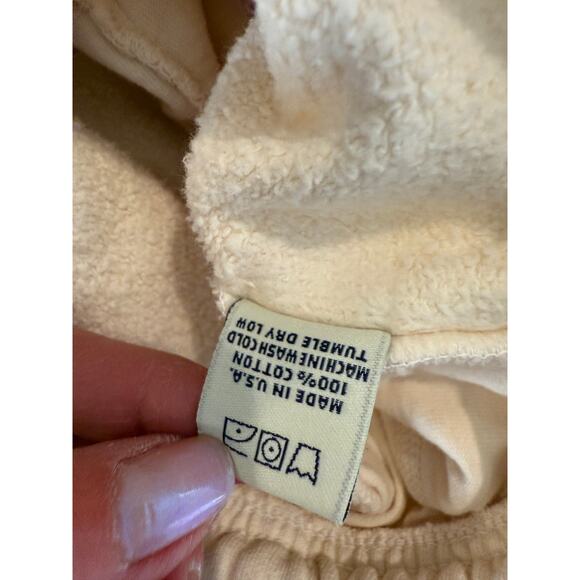 MADE IN U.S.A.
100% COTTON
MACHINE WASH COLD
TUMBLE DRY LOW